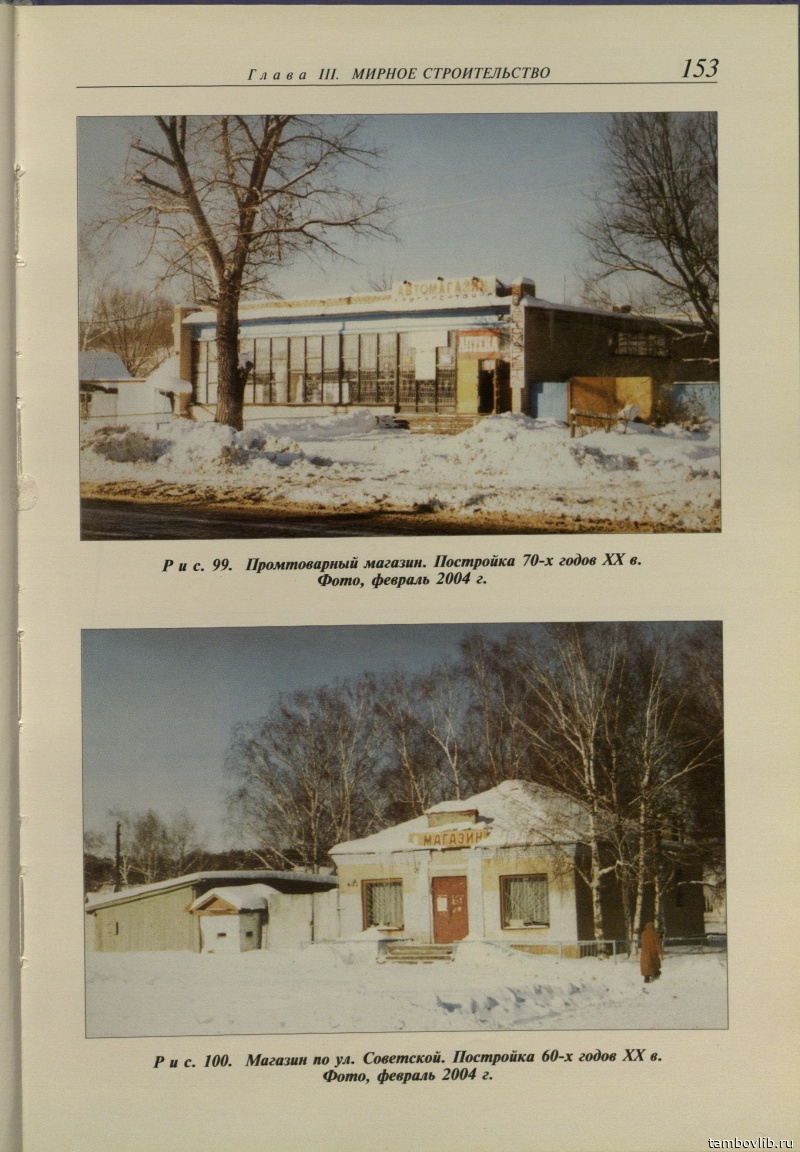 Глава III. МИРНОЕ СТРОИТЕЛЬСТВО 153
АВТОМАГАЗИН
АПТЕКА
Рис. 99. Промтоварный магазин. Постройка 70-х годов XX в.
Фото, февраль 2004 г.
МАГАЗИН
Рис. 100. Магазин по ул. Советской. Постройка 60-х годов XX в.
Фото, февраль 2004 г.
tambovlib.ru